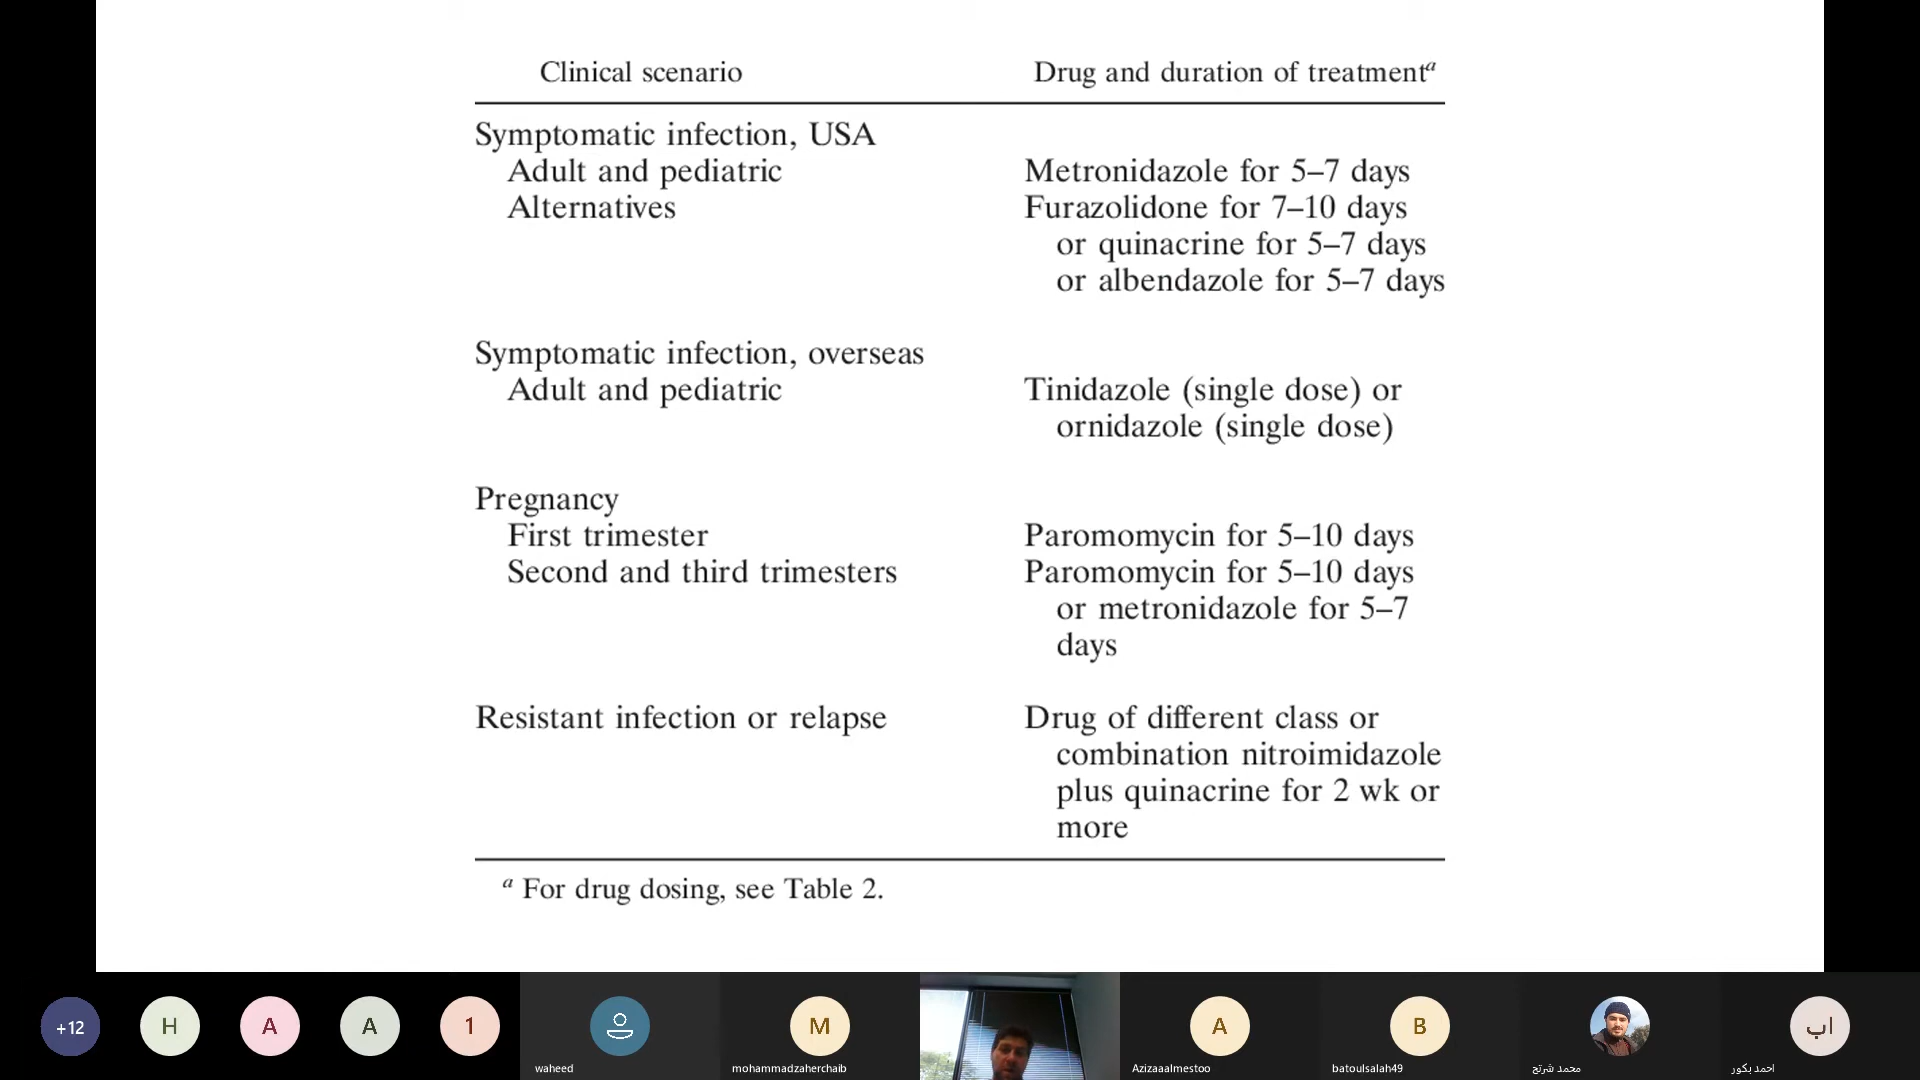 Clinical scenario Drug and duration of treatmentᵃ
Symptomatic infection, USA
Adult and pediatric Metronidazole for 5–7 days
Alternatives Furazolidone for 7–10 days
or quinacrine for 5–7 days
or albendazole for 5–7 days
Symptomatic infection, overseas
Adult and pediatric Tinidazole (single dose) or
ornidazole (single dose)
Pregnancy
First trimester Paromomycin for 5–10 days
Second and third trimesters Paromomycin for 5–10 days
or metronidazole for 5–7
days
Resistant infection or relapse Drug of different class or
combination nitroimidazole
plus quinacrine for 2 wk or
more
ᵃ For drug dosing, see Table 2.
+12 H A A 1 M A B اب
waheed mohammadzaherchaib Azizaaalmestoo batoulsalah49 محمد شرتح احمد بكور